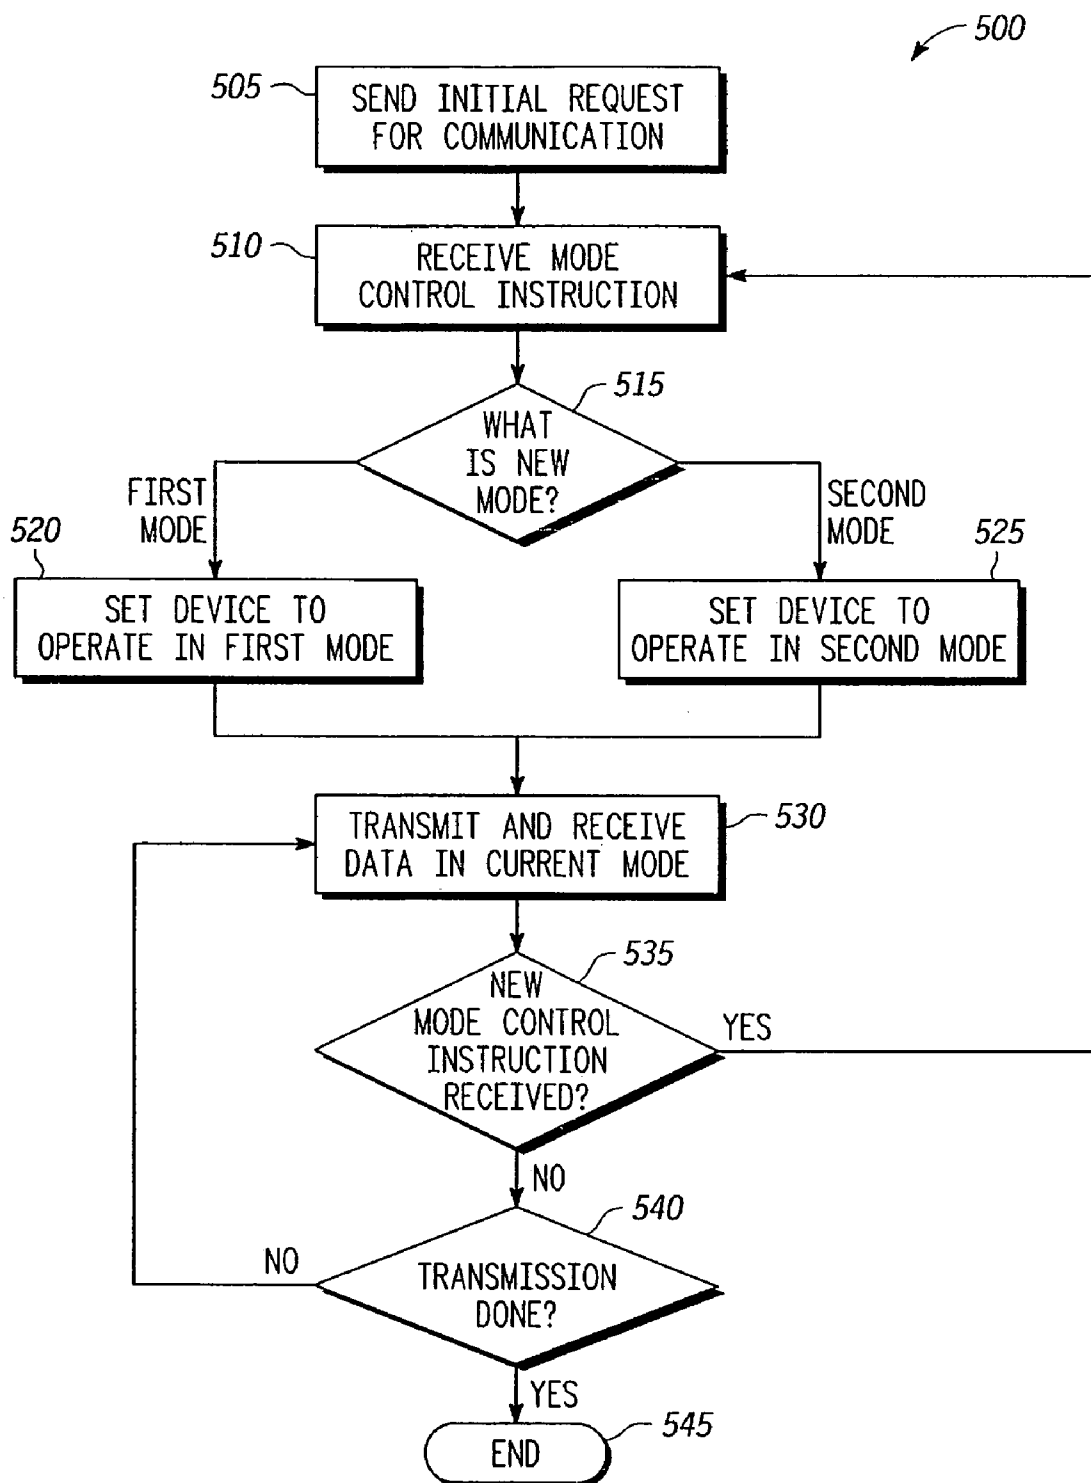 500
505
SEND INITIAL REQUEST
FOR COMMUNICATION
510
RECEIVE MODE
CONTROL INSTRUCTION
515
WHAT
IS NEW
MODE?
FIRST
MODE
SECOND
MODE
520
SET DEVICE TO
OPERATE IN FIRST MODE
525
SET DEVICE TO
OPERATE IN SECOND MODE
TRANSMIT AND RECEIVE
DATA IN CURRENT MODE
530
535
NEW
MODE CONTROL
INSTRUCTION
RECEIVED?
YES
NO
540
NO
TRANSMISSION
DONE?
YES
END
545